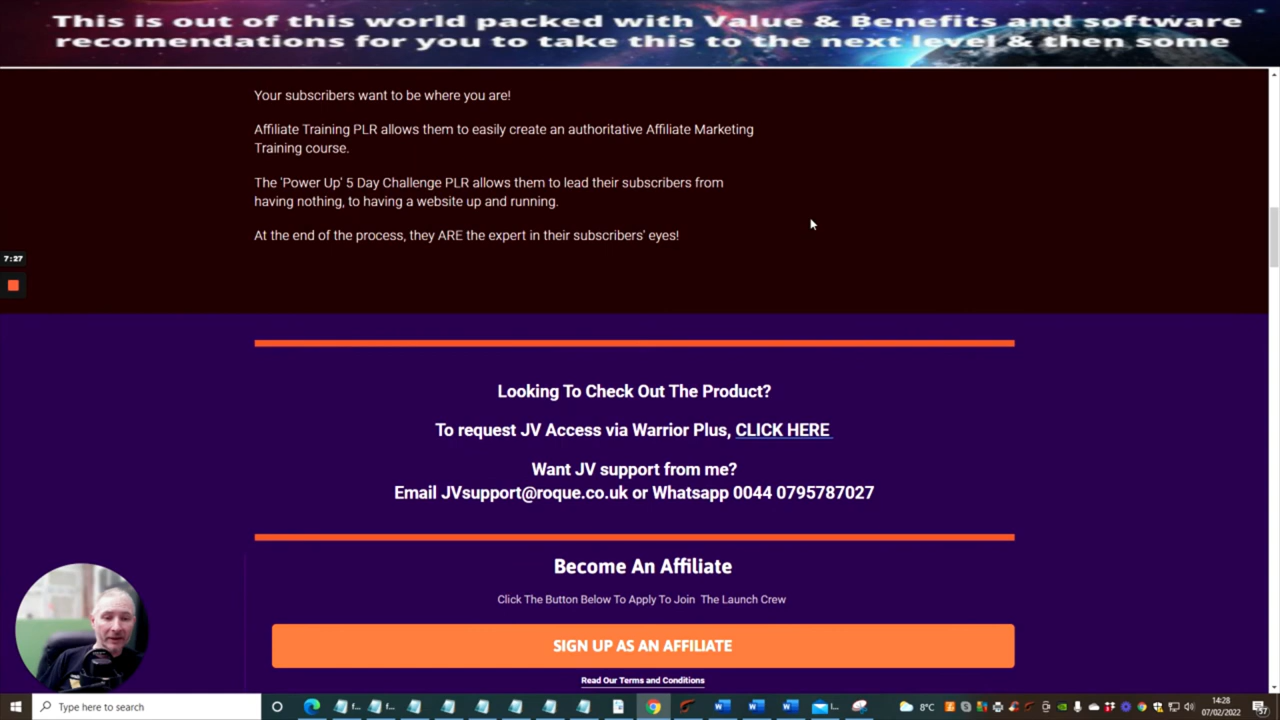 This is out of this world packed with Value & Benefits and software
recomendations for you to take this to the next level & then some
Your subscribers want to be where you are!
Affiliate Training PLR allows them to easily create an authoritative Affiliate Marketing
Training course.
The 'Power Up' 5 Day Challenge PLR allows them to lead their subscribers from
having nothing, to having a website up and running.
At the end of the process, they ARE the expert in their subscribers' eyes!
7:27
Looking To Check Out The Product?
To request JV Access via Warrior Plus, CLICK HERE
Want JV support from me?
Email JVsupport@roque.co.uk or Whatsapp 0044 0795787027
Become An Affiliate
Click The Button Below To Apply To Join The Launch Crew
SIGN UP AS AN AFFILIATE
Read Our Terms and Conditions
Type here to search
f...
f...
l...
8°C
14:28
07/02/2022